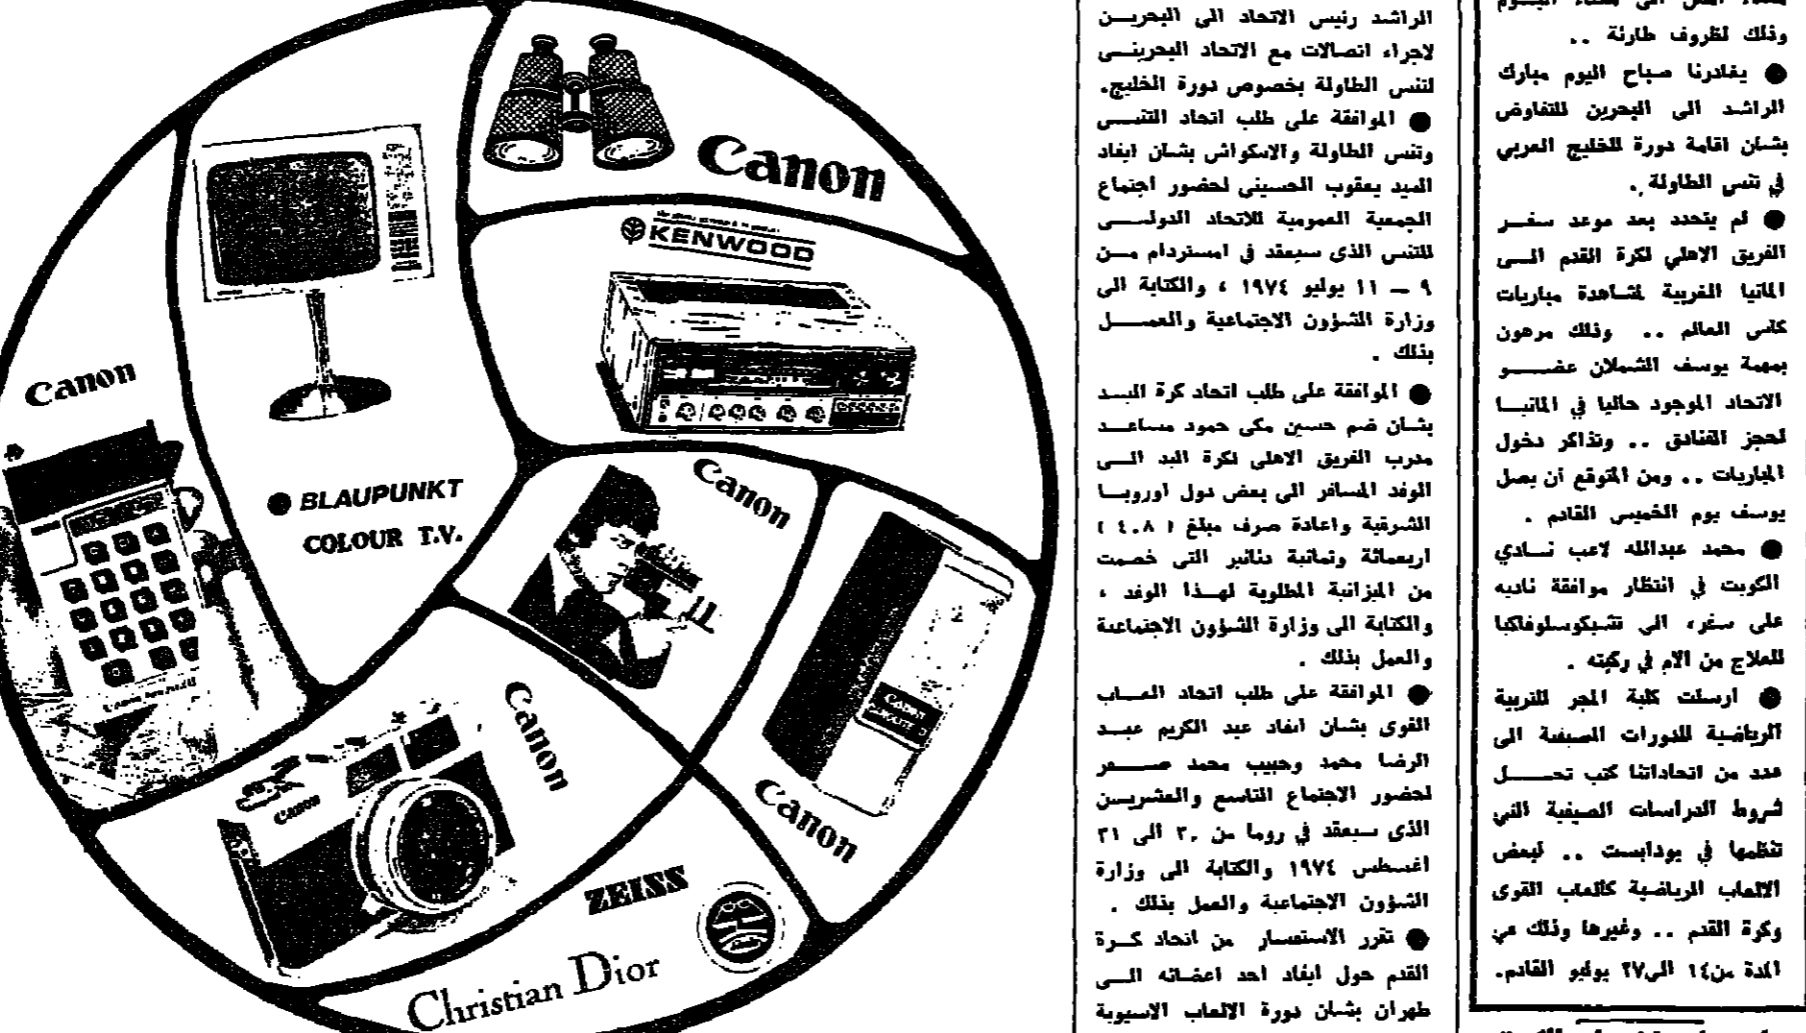 وذلك لظروف طارئة ..
● يغادرنا صباح اليوم مبارك
الراشد الى البحرين للتفاوض
بشأن اقامة دورة للخليج العربي
في تنس الطاولة .
● لم يتحدد بعد موعد سفر
الفريق الاهلي لكرة القدم الى
المانيا الغربية لمشاهدة مباريات
كأس العالم .. وذلك مرهون
بمهمة يوسف الشملان عضو
الاتحاد الموجود حاليا في المانيا
لحجز الفنادق .. وتذاكر دخول
المباريات .. ومن المتوقع ان يصل
يوسف يوم الخميس القادم .
● محمد عبدالله لاعب نادي
الكويت في انتظار موافقة ناديه
على سفره الى تشيكوسلوفاكيا
للعلاج من الام في ركبته .
● ارسلت كلية المجر للتربية
الرياضية للدورات الصيفية الى
عدد من اتحاداتنا كتب تحمل
شروط الدراسات الصيفية التي
تنظمها في بودابست .. لبعض
الالعاب الرياضية كألعاب القوى
وكرة القدم .. وغيرها وذلك في
المدة من١٤ الى٢٧ يوليو القادم.
الراشد رئيس الاتحاد الى البحرين
لاجراء اتصالات مع الاتحاد البحريني
لتنس الطاولة بخصوص دورة الخليج.
● الموافقة على طلب اتحاد التنس
وتنس الطاولة والاسكواش بشان ايفاد
السيد يعقوب الحسيني لحضور اجتماع
الجمعية العمومية للاتحاد الدولي
للتنس الذى سيعقد في امستردام من
٩ ـ ١١ يوليو ١٩٧٤ ، والكتابة الى
وزارة الشؤون الاجتماعية والعمل
بذلك .
● الموافقة على طلب اتحاد كرة اليد
بشان ضم حسين مكى حمود مساعد
مدرب الفريق الاهلى لكرة اليد الى
الوفد المسافر الى بعض دول اوروبا
الشرقية واعادة صرف مبلغ ( ٤٠٨ )
اربعمائة وثمانية دنانير التى خصمت
من الميزانية المطلوبة لهذا الوفد ،
والكتابة الى وزارة الشؤون الاجتماعية
والعمل بذلك .
● الموافقة على طلب اتحاد العاب
القوى بشان ايفاد عبد الكريم عبد
الرضا محمد وحبيب محمد
لحضور الاجتماع التاسع والعشرين
الذى سيعقد في روما من ٣٠ الى ٣١
اغسطس ١٩٧٤ والكتابة الى وزارة
الشؤون الاجتماعية والعمل بذلك .
● تقرر الاستفسار من اتحاد كرة
القدم حول ايفاد احد اعضائه الى
طهران بشان دورة الالعاب الاسيوية
Canon
KENWOOD
Canon
● BLAUPUNKT
COLOUR T.V.
Canon
Canon
Canon
Canon
ZEISS
Christian Dior